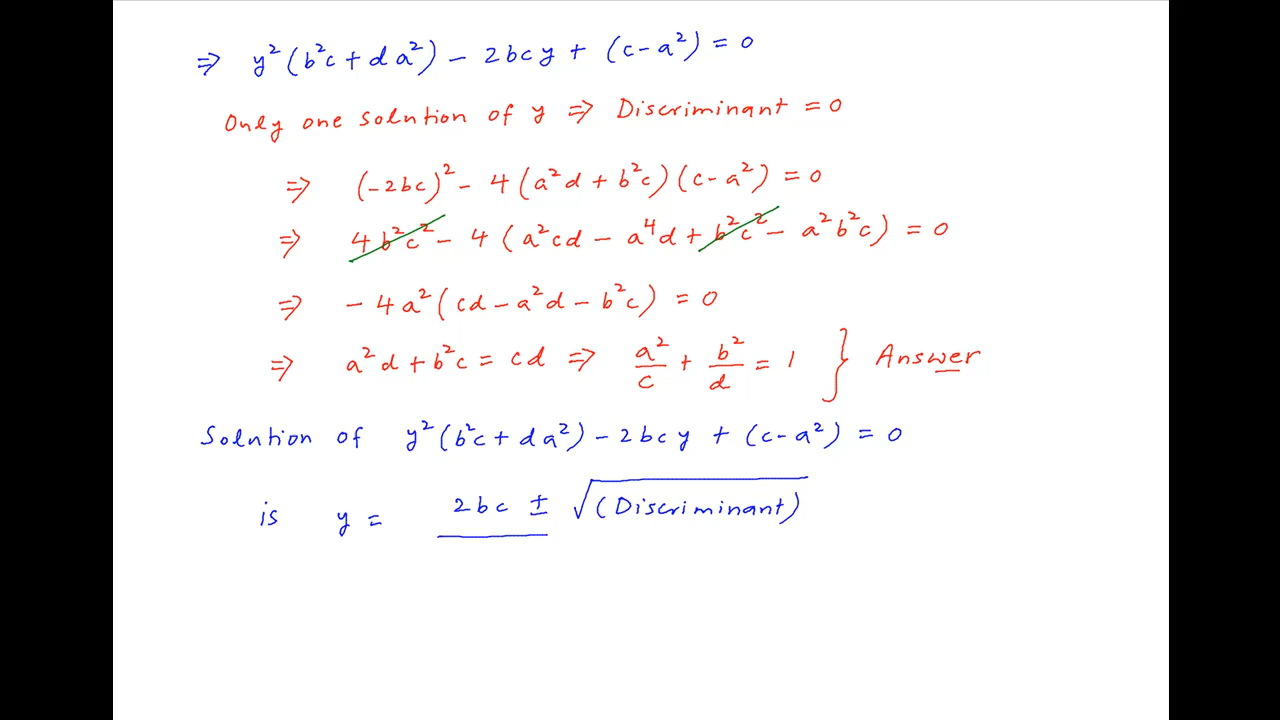 ⇒ y²(b²c + da²) − 2bcy + (c − a²) = 0
Only one solution of y ⇒ Discriminant = 0
⇒ (−2bc)² − 4(a²d + b²c)(c − a²) = 0
⇒ 4b²c² − 4(a²cd − a⁴d + b²c² − a²b²c) = 0
⇒ −4a²(cd − a²d − b²c) = 0
⇒ a²d + b²c = cd ⇒ a²/c + b²/d = 1 } Answer
Solution of y²(b²c + da²) − 2bcy + (c − a²) = 0
is y = 2bc ± √(Discriminant)